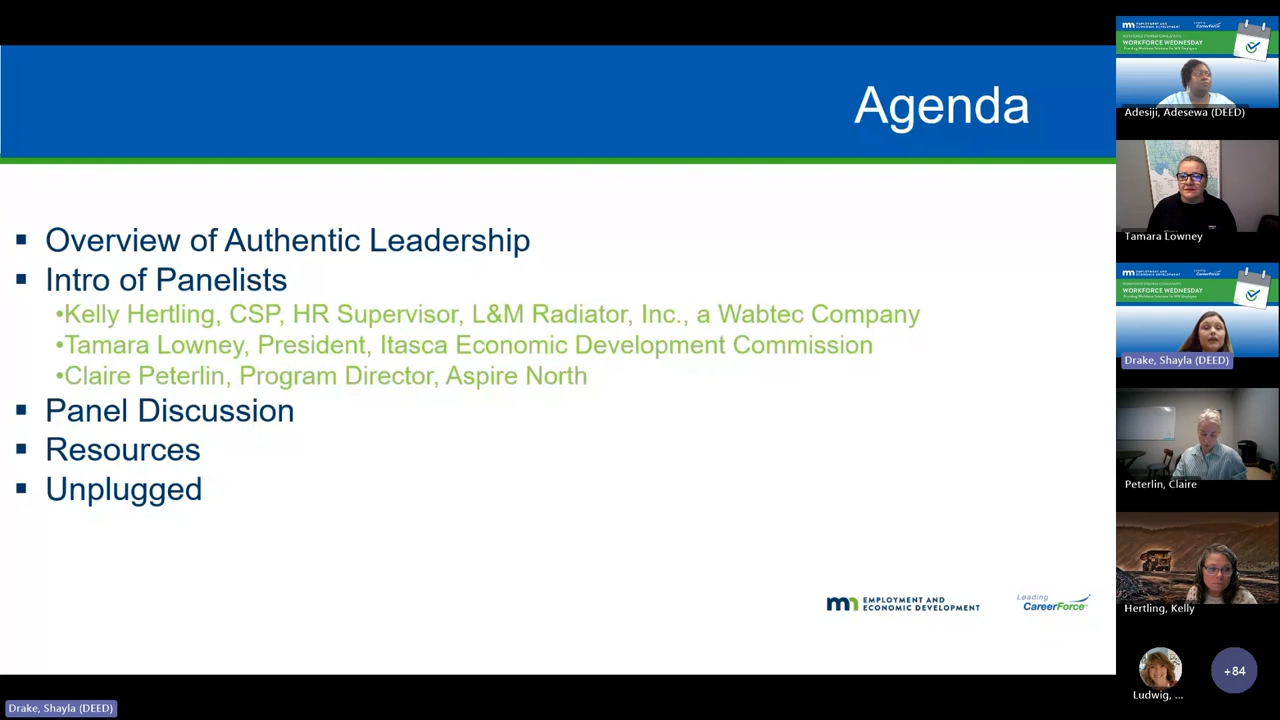 Agenda
▪ Overview of Authentic Leadership
▪ Intro of Panelists
•Kelly Hertling, CSP, HR Supervisor, L&M Radiator, Inc., a Wabtec Company
•Tamara Lowney, President, Itasca Economic Development Commission
•Claire Peterlin, Program Director, Aspire North
▪ Panel Discussion
▪ Resources
▪ Unplugged
mn EMPLOYMENT AND
ECONOMIC DEVELOPMENT
Leading
CareerForce
Drake, Shayla (DEED)
WORKFORCE WEDNESDAY
Adesiji, Adesewa (DEED)
Tamara Lowney
WORKFORCE WEDNESDAY
Drake, Shayla (DEED)
Peterlin, Claire
Hertling, Kelly
Ludwig, ...
+84